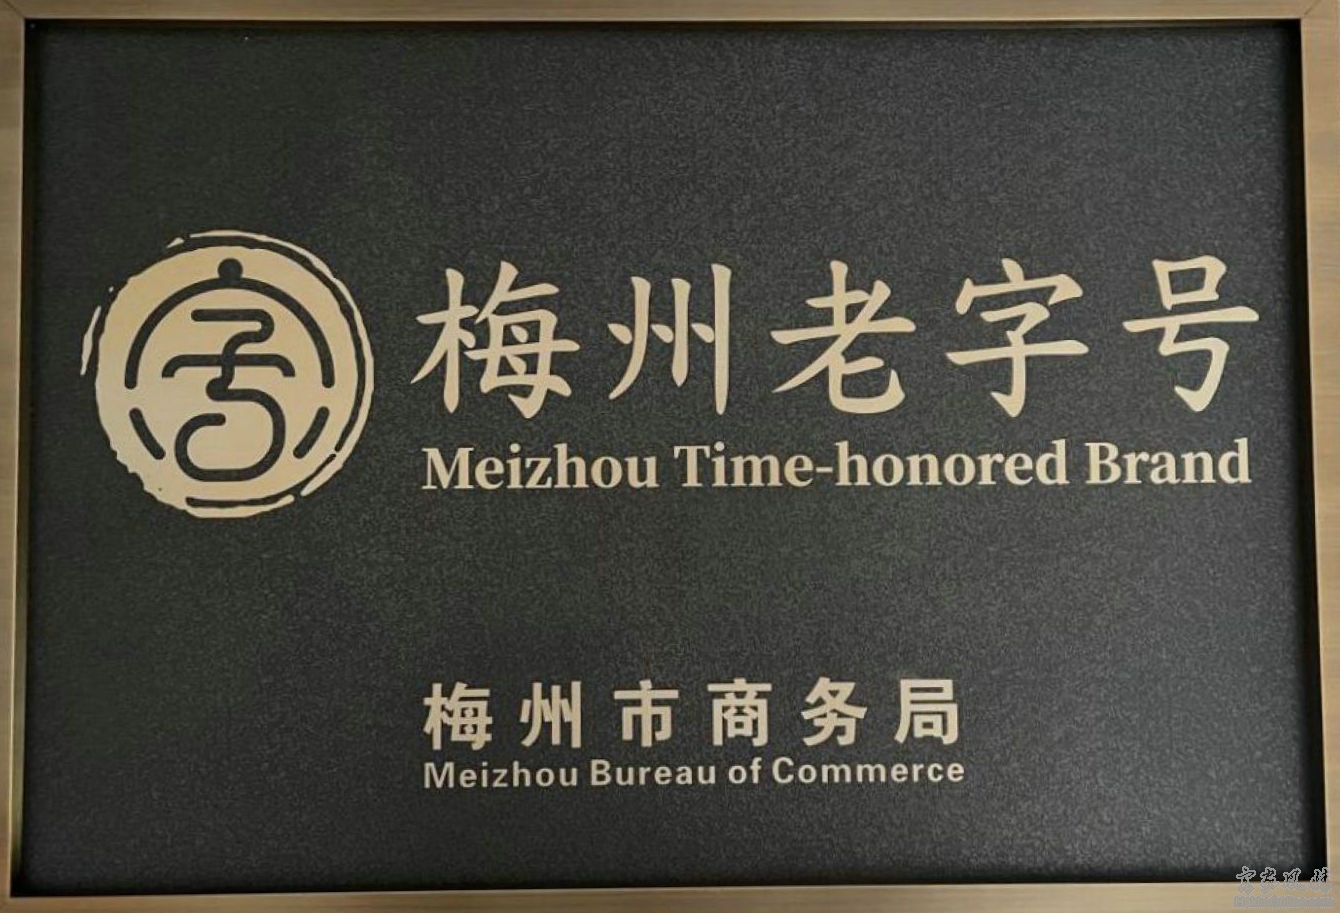 梅州老字号
Meizhou Time-honored Brand
梅州市商务局
Meizhou Bureau of Commerce